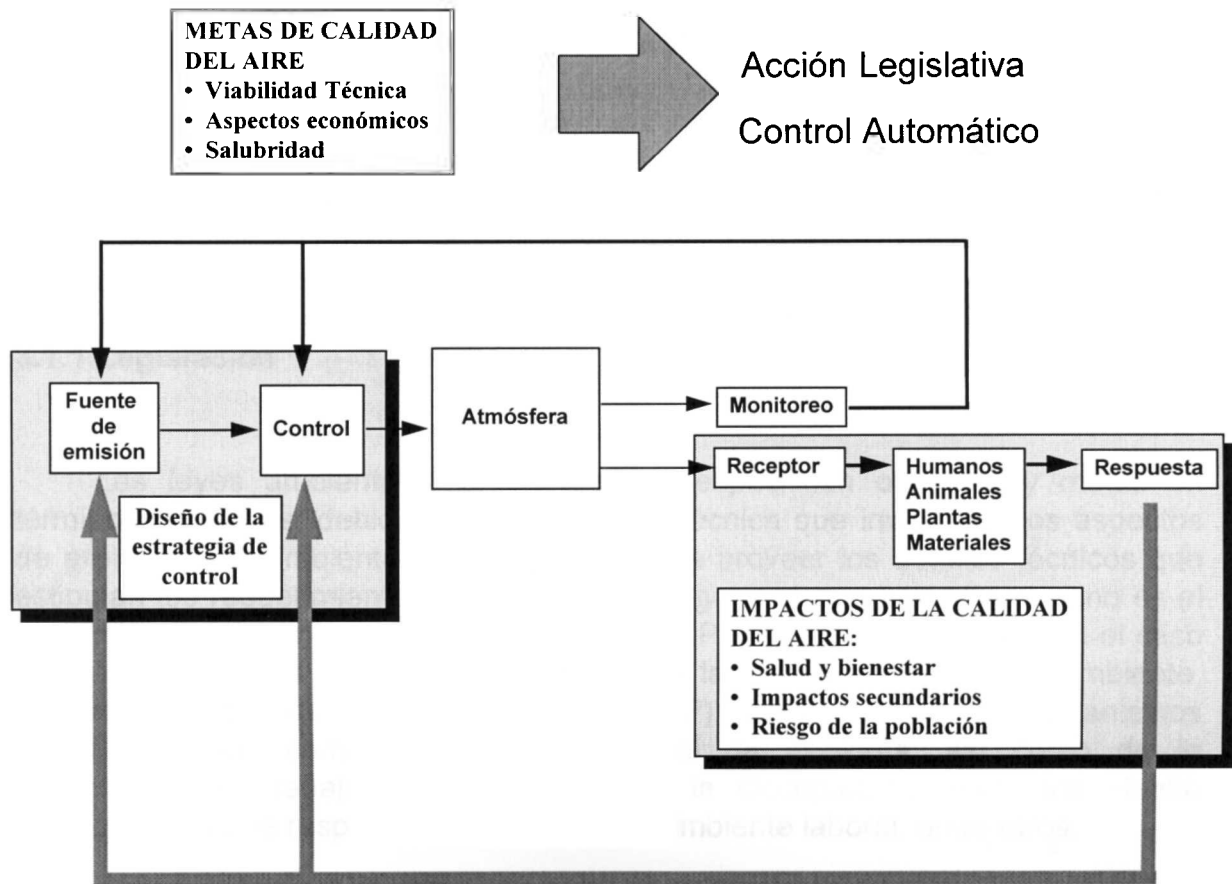 METAS DE CALIDAD
DEL AIRE
• Viabilidad Técnica
• Aspectos económicos
• Salubridad
Acción Legislativa
Control Automático
Fuente
de
emisión
Control
Atmósfera
Monitoreo
Receptor
Humanos
Animales
Plantas
Materiales
Respuesta
Diseño de la
estrategia de
control
IMPACTOS DE LA CALIDAD
DEL AIRE:
• Salud y bienestar
• Impactos secundarios
• Riesgo de la población